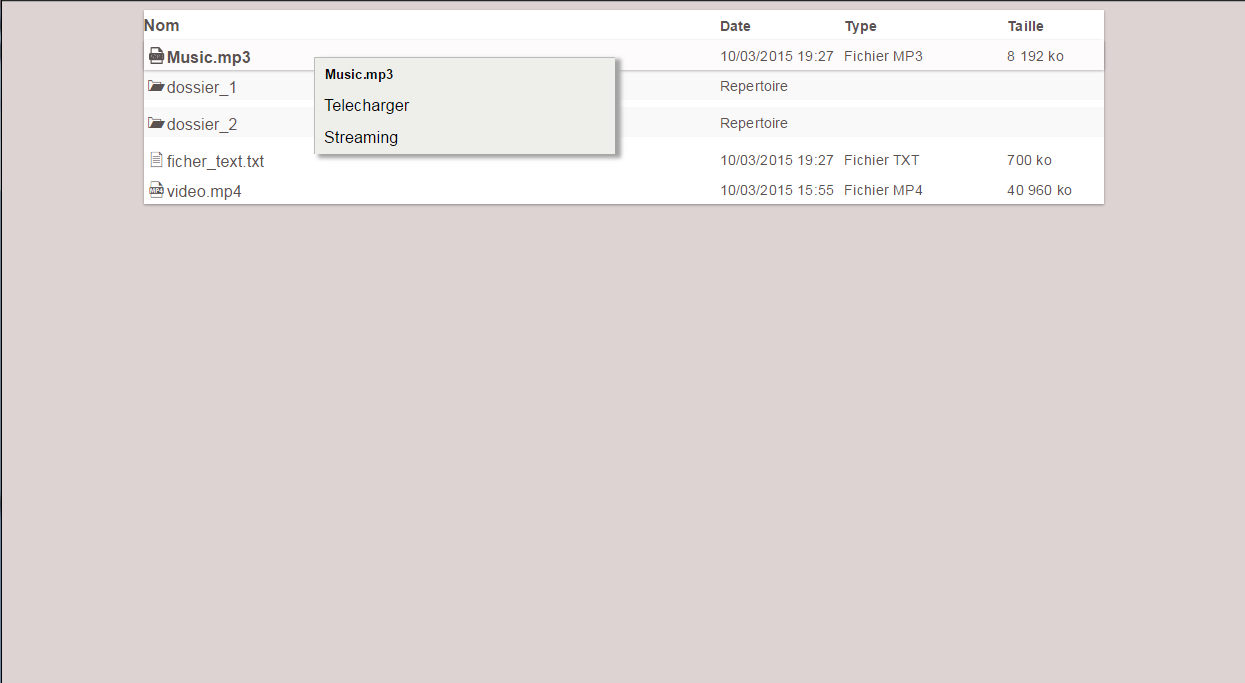 Nom Date Type Taille
Music.mp3 10/03/2015 19:27 Fichier MP3 8 192 ko
Music.mp3
dossier_1 Repertoire
Telecharger
dossier_2 Repertoire
Streaming
ficher_text.txt 10/03/2015 19:27 Fichier TXT 700 ko
MP4 video.mp4 10/03/2015 15:55 Fichier MP4 40 960 ko